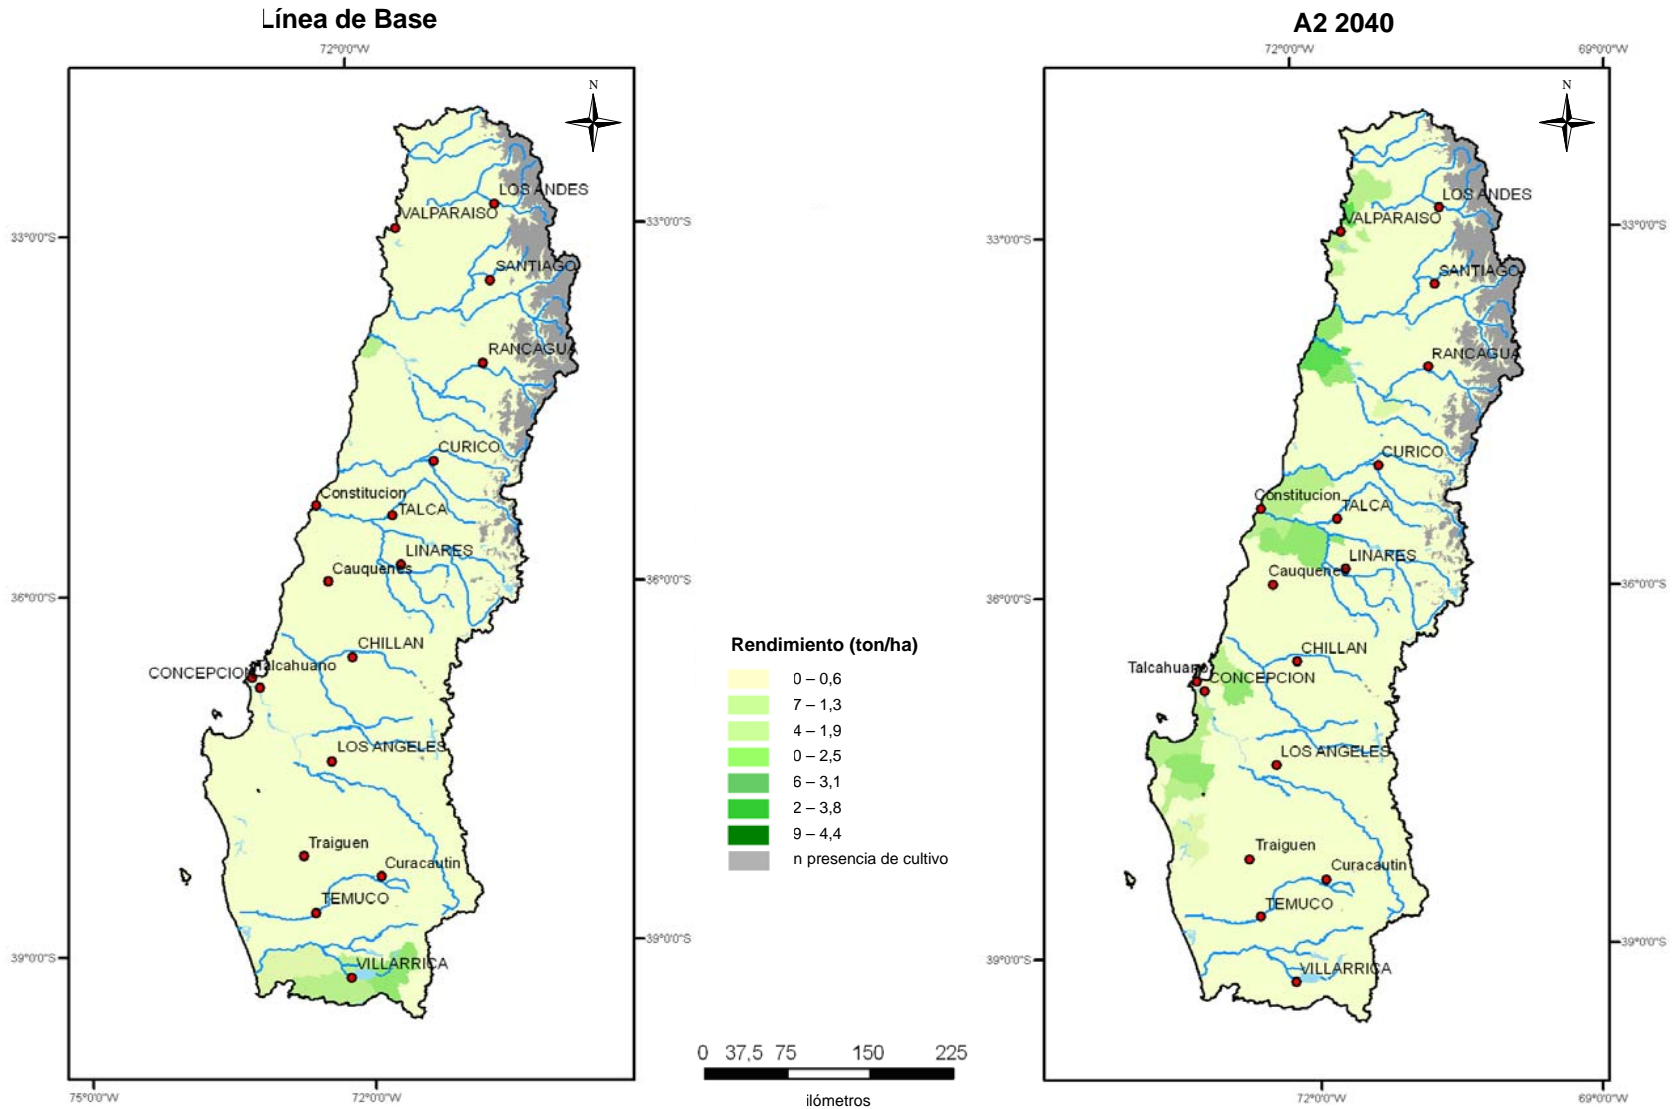 Línea de Base
72°0'0"W
N
LOS ANDES
VALPARAISO
33°0'0"S
33°0'0"S
SANTIAGO
RANCAGUA
CURICO
Constitucion
TALCA
LINARES
Cauquenes
36°0'0"S
36°0'0"S
CHILLAN
Talcahuano
CONCEPCION
LOS ANGELES
Traiguen
Curacautin
TEMUCO
39°0'0"S
39°0'0"S
VILLARRICA
75°0'0"W
72°0'0"W
Rendimiento (ton/ha)
0 – 0,6
7 – 1,3
4 – 1,9
0 – 2,5
6 – 3,1
2 – 3,8
9 – 4,4
n presencia de cultivo
0 37,5 75 150 225
ilómetros
A2 2040
72°0'0"W
69°0'0"W
N
LOS ANDES
VALPARAISO
33°0'0"S
33°0'0"S
SANTIAGO
RANCAGUA
CURICO
Constitucion
TALCA
LINARES
Cauquenes
36°0'0"S
36°0'0"S
CHILLAN
Talcahuano
CONCEPCION
LOS ANGELES
Traiguen
Curacautin
TEMUCO
39°0'0"S
39°0'0"S
VILLARRICA
72°0'0"W
69°0'0"W